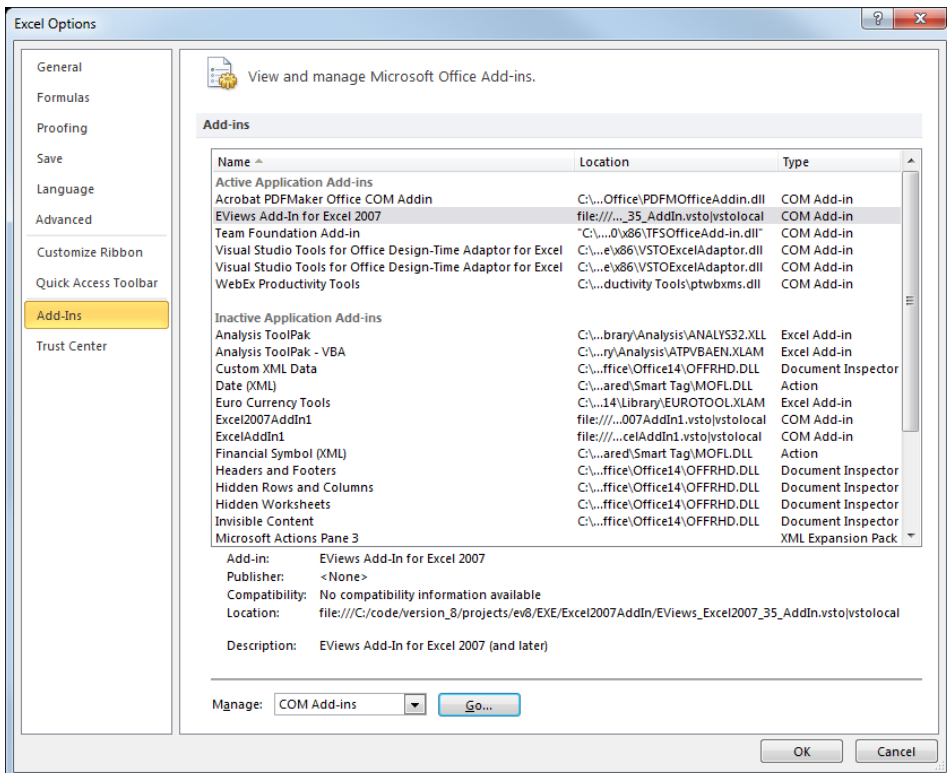 Excel Options
General
Formulas
Proofing
Save
Language
Advanced
Customize Ribbon
Quick Access Toolbar
Add-Ins
Trust Center
View and manage Microsoft Office Add-ins.
Add-ins
Name Location Type
Active Application Add-ins
Acrobat PDFMaker Office COM Addin C:\...Office\PDFMOfficeAddin.dll COM Add-in
EViews Add-In for Excel 2007 file:///..._35_AddIn.vsto|vstolocal COM Add-in
Team Foundation Add-in "C:\....0\x86\TFSOfficeAdd-in.dll" COM Add-in
Visual Studio Tools for Office Design-Time Adaptor for Excel C:\...e\x86\VSTOExcelAdaptor.dll COM Add-in
Visual Studio Tools for Office Design-Time Adaptor for Excel C:\...e\x86\VSTOExcelAdaptor.dll COM Add-in
WebEx Productivity Tools C:\...ductivity Tools\ptwbxms.dll COM Add-in
Inactive Application Add-ins
Analysis ToolPak C:\...brary\Analysis\ANALYS32.XLL Excel Add-in
Analysis ToolPak - VBA C:\...ry\Analysis\ATPVBAEN.XLAM Excel Add-in
Custom XML Data C:\...ffice\Office14\OFFRHD.DLL Document Inspector
Date (XML) C:\...ared\Smart Tag\MOFL.DLL Action
Euro Currency Tools C:\...14\Library\EUROTOOL.XLAM Excel Add-in
Excel2007AddIn1 file:///...007AddIn1.vsto|vstolocal COM Add-in
ExcelAddIn1 file:///...celAddIn1.vsto|vstolocal COM Add-in
Financial Symbol (XML) C:\...ared\Smart Tag\MOFL.DLL Action
Headers and Footers C:\...ffice\Office14\OFFRHD.DLL Document Inspector
Hidden Rows and Columns C:\...ffice\Office14\OFFRHD.DLL Document Inspector
Hidden Worksheets C:\...ffice\Office14\OFFRHD.DLL Document Inspector
Invisible Content C:\...ffice\Office14\OFFRHD.DLL Document Inspector
Microsoft Actions Pane 3 XML Expansion Pack
Add-in: EViews Add-In for Excel 2007
Publisher: <None>
Compatibility: No compatibility information available
Location: file:///C:/code/version_8/projects/ev8/EXE/Excel2007AddIn/EViews_Excel2007_35_AddIn.vsto|vstolocal
Description: EViews Add-In for Excel 2007 (and later)
Manage: COM Add-ins Go...
OK Cancel